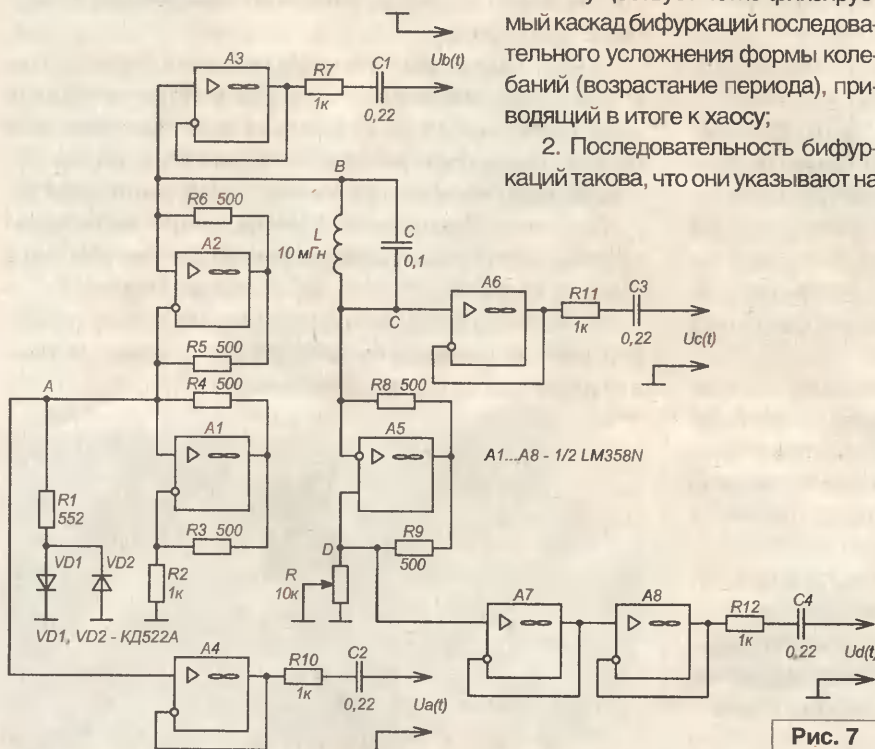 мый каскад бифуркаций последова-
тельного усложнения формы коле-
баний (возрастание периода), при-
водящий в итоге к хаосу;
2. Последовательность бифур-
каций такова, что они указывают на
Ub(t)
A3
R7
1к
C1
0,22
B
R6 500
L
10 мГн
C
0,1
A2
A6
R11
1к
C3
0,22
Uc(t)
C
R5 500
R4 500
A
R8 500
A1
A5
A1...A8 - 1/2 LM358N
R1
552
R3 500
D
R9
500
VD1
VD2
R2
1к
R
10к
VD1, VD2 - КД522А
A7
A8
R12
1к
C4
0,22
Ud(t)
A4
R10
1к
C2
0,22
Ua(t)
Рис. 7